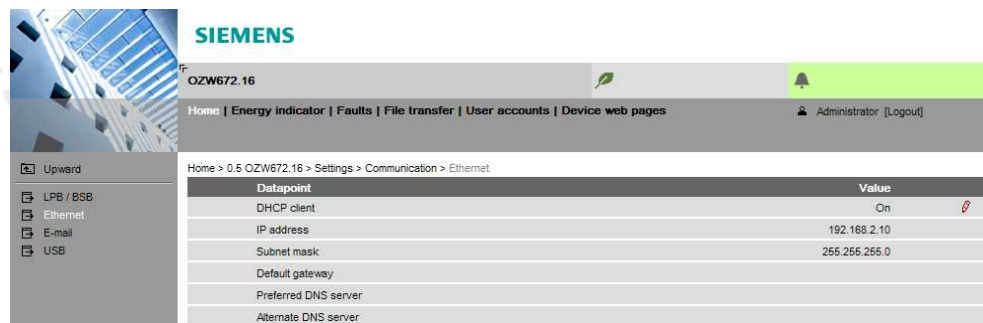 SIEMENS
OZW672.16
Home | Energy indicator | Faults | File transfer | User accounts | Device web pages
Administrator [Logout]
Upward
LPB / BSB
Ethernet
E-mail
USB
Home > 0.5 OZW672.16 > Settings > Communication > Ethernet
Datapoint Value
DHCP client On
IP address 192.168.2.10
Subnet mask 255.255.255.0
Default gateway
Preferred DNS server
Alternate DNS server